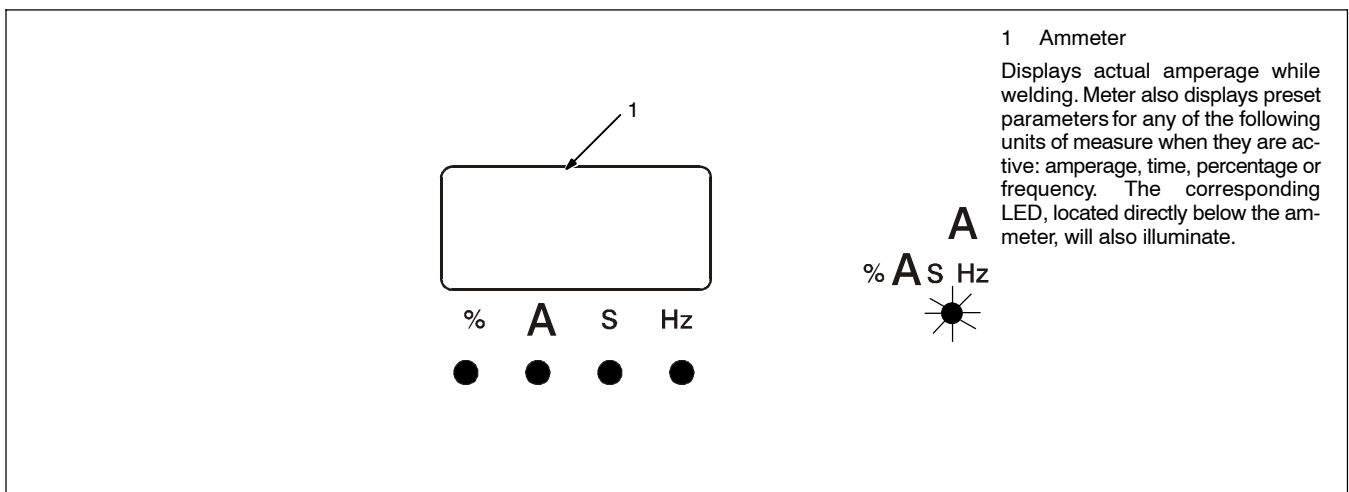 1 Ammeter
Displays actual amperage while
welding. Meter also displays preset
parameters for any of the following
units of measure when they are ac-
tive: amperage, time, percentage or
frequency. The corresponding
LED, located directly below the am-
meter, will also illuminate.
1
% A S Hz
A
% A S Hz